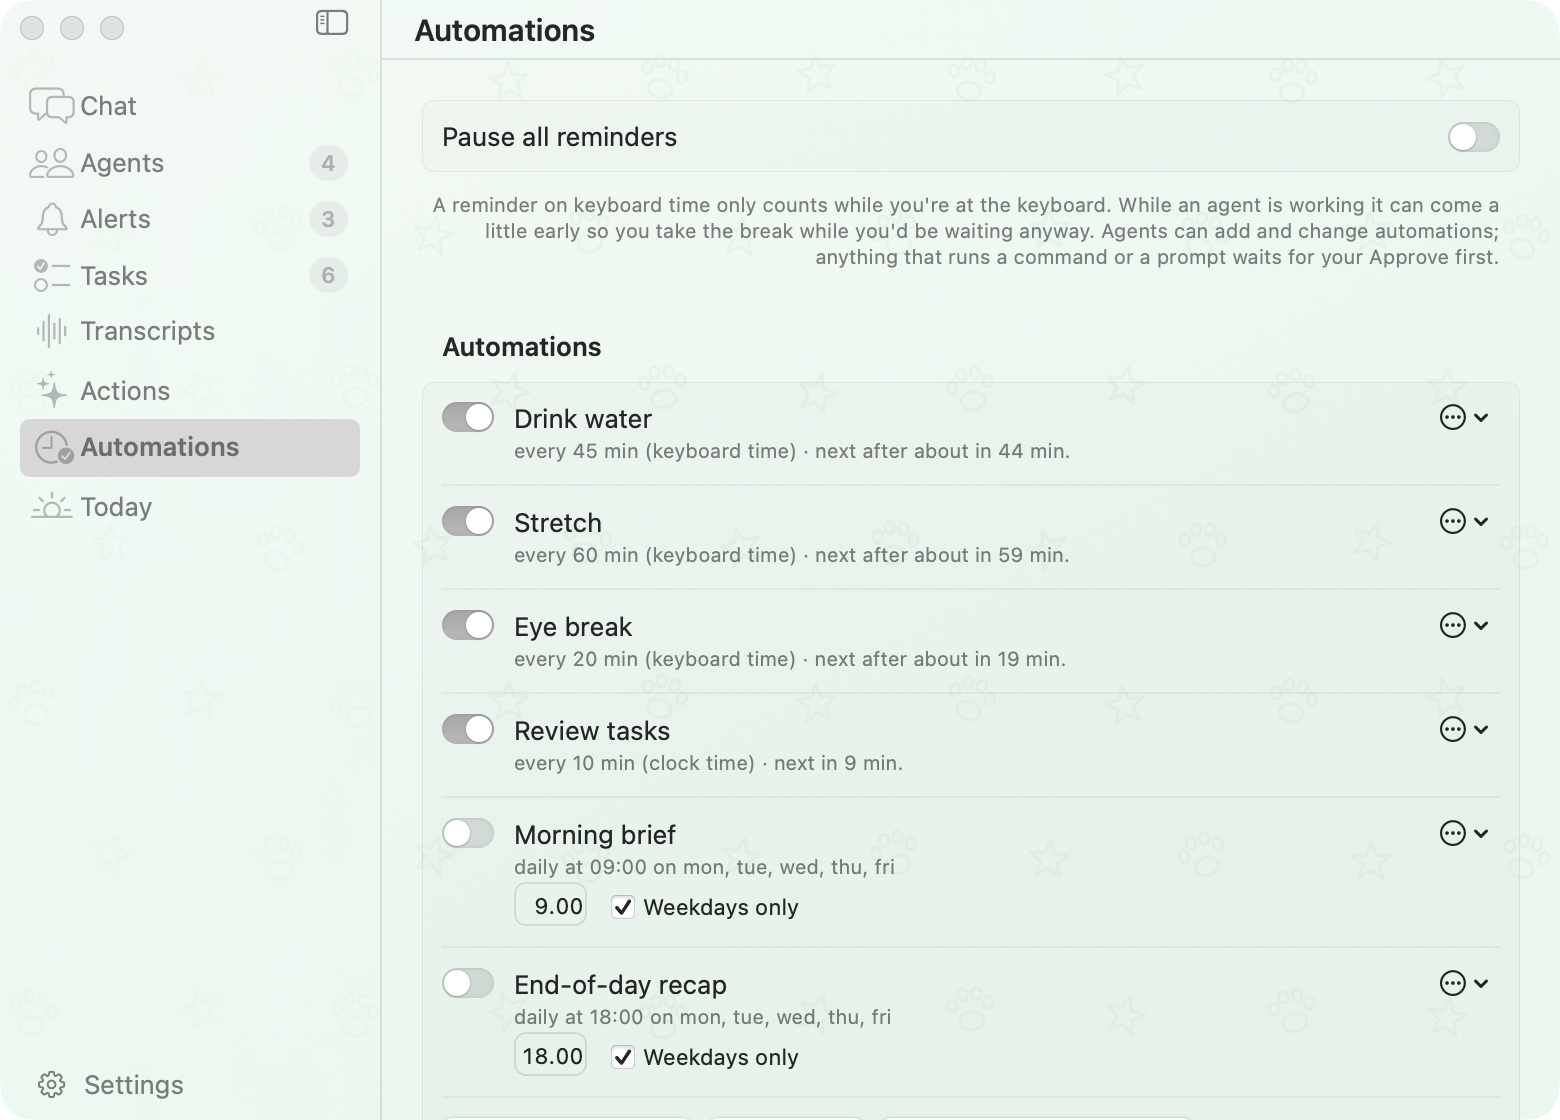 Automations
Chat
Agents 4
Alerts 3
Tasks 6
Transcripts
Actions
Automations
Today
Settings
Pause all reminders
A reminder on keyboard time only counts while you're at the keyboard. While an agent is working it can come a
little early so you take the break while you'd be waiting anyway. Agents can add and change automations;
anything that runs a command or a prompt waits for your Approve first.
Automations
Drink water
every 45 min (keyboard time) · next after about in 44 min.
Stretch
every 60 min (keyboard time) · next after about in 59 min.
Eye break
every 20 min (keyboard time) · next after about in 19 min.
Review tasks
every 10 min (clock time) · next in 9 min.
Morning brief
daily at 09:00 on mon, tue, wed, thu, fri
9.00 Weekdays only
End-of-day recap
daily at 18:00 on mon, tue, wed, thu, fri
18.00 Weekdays only